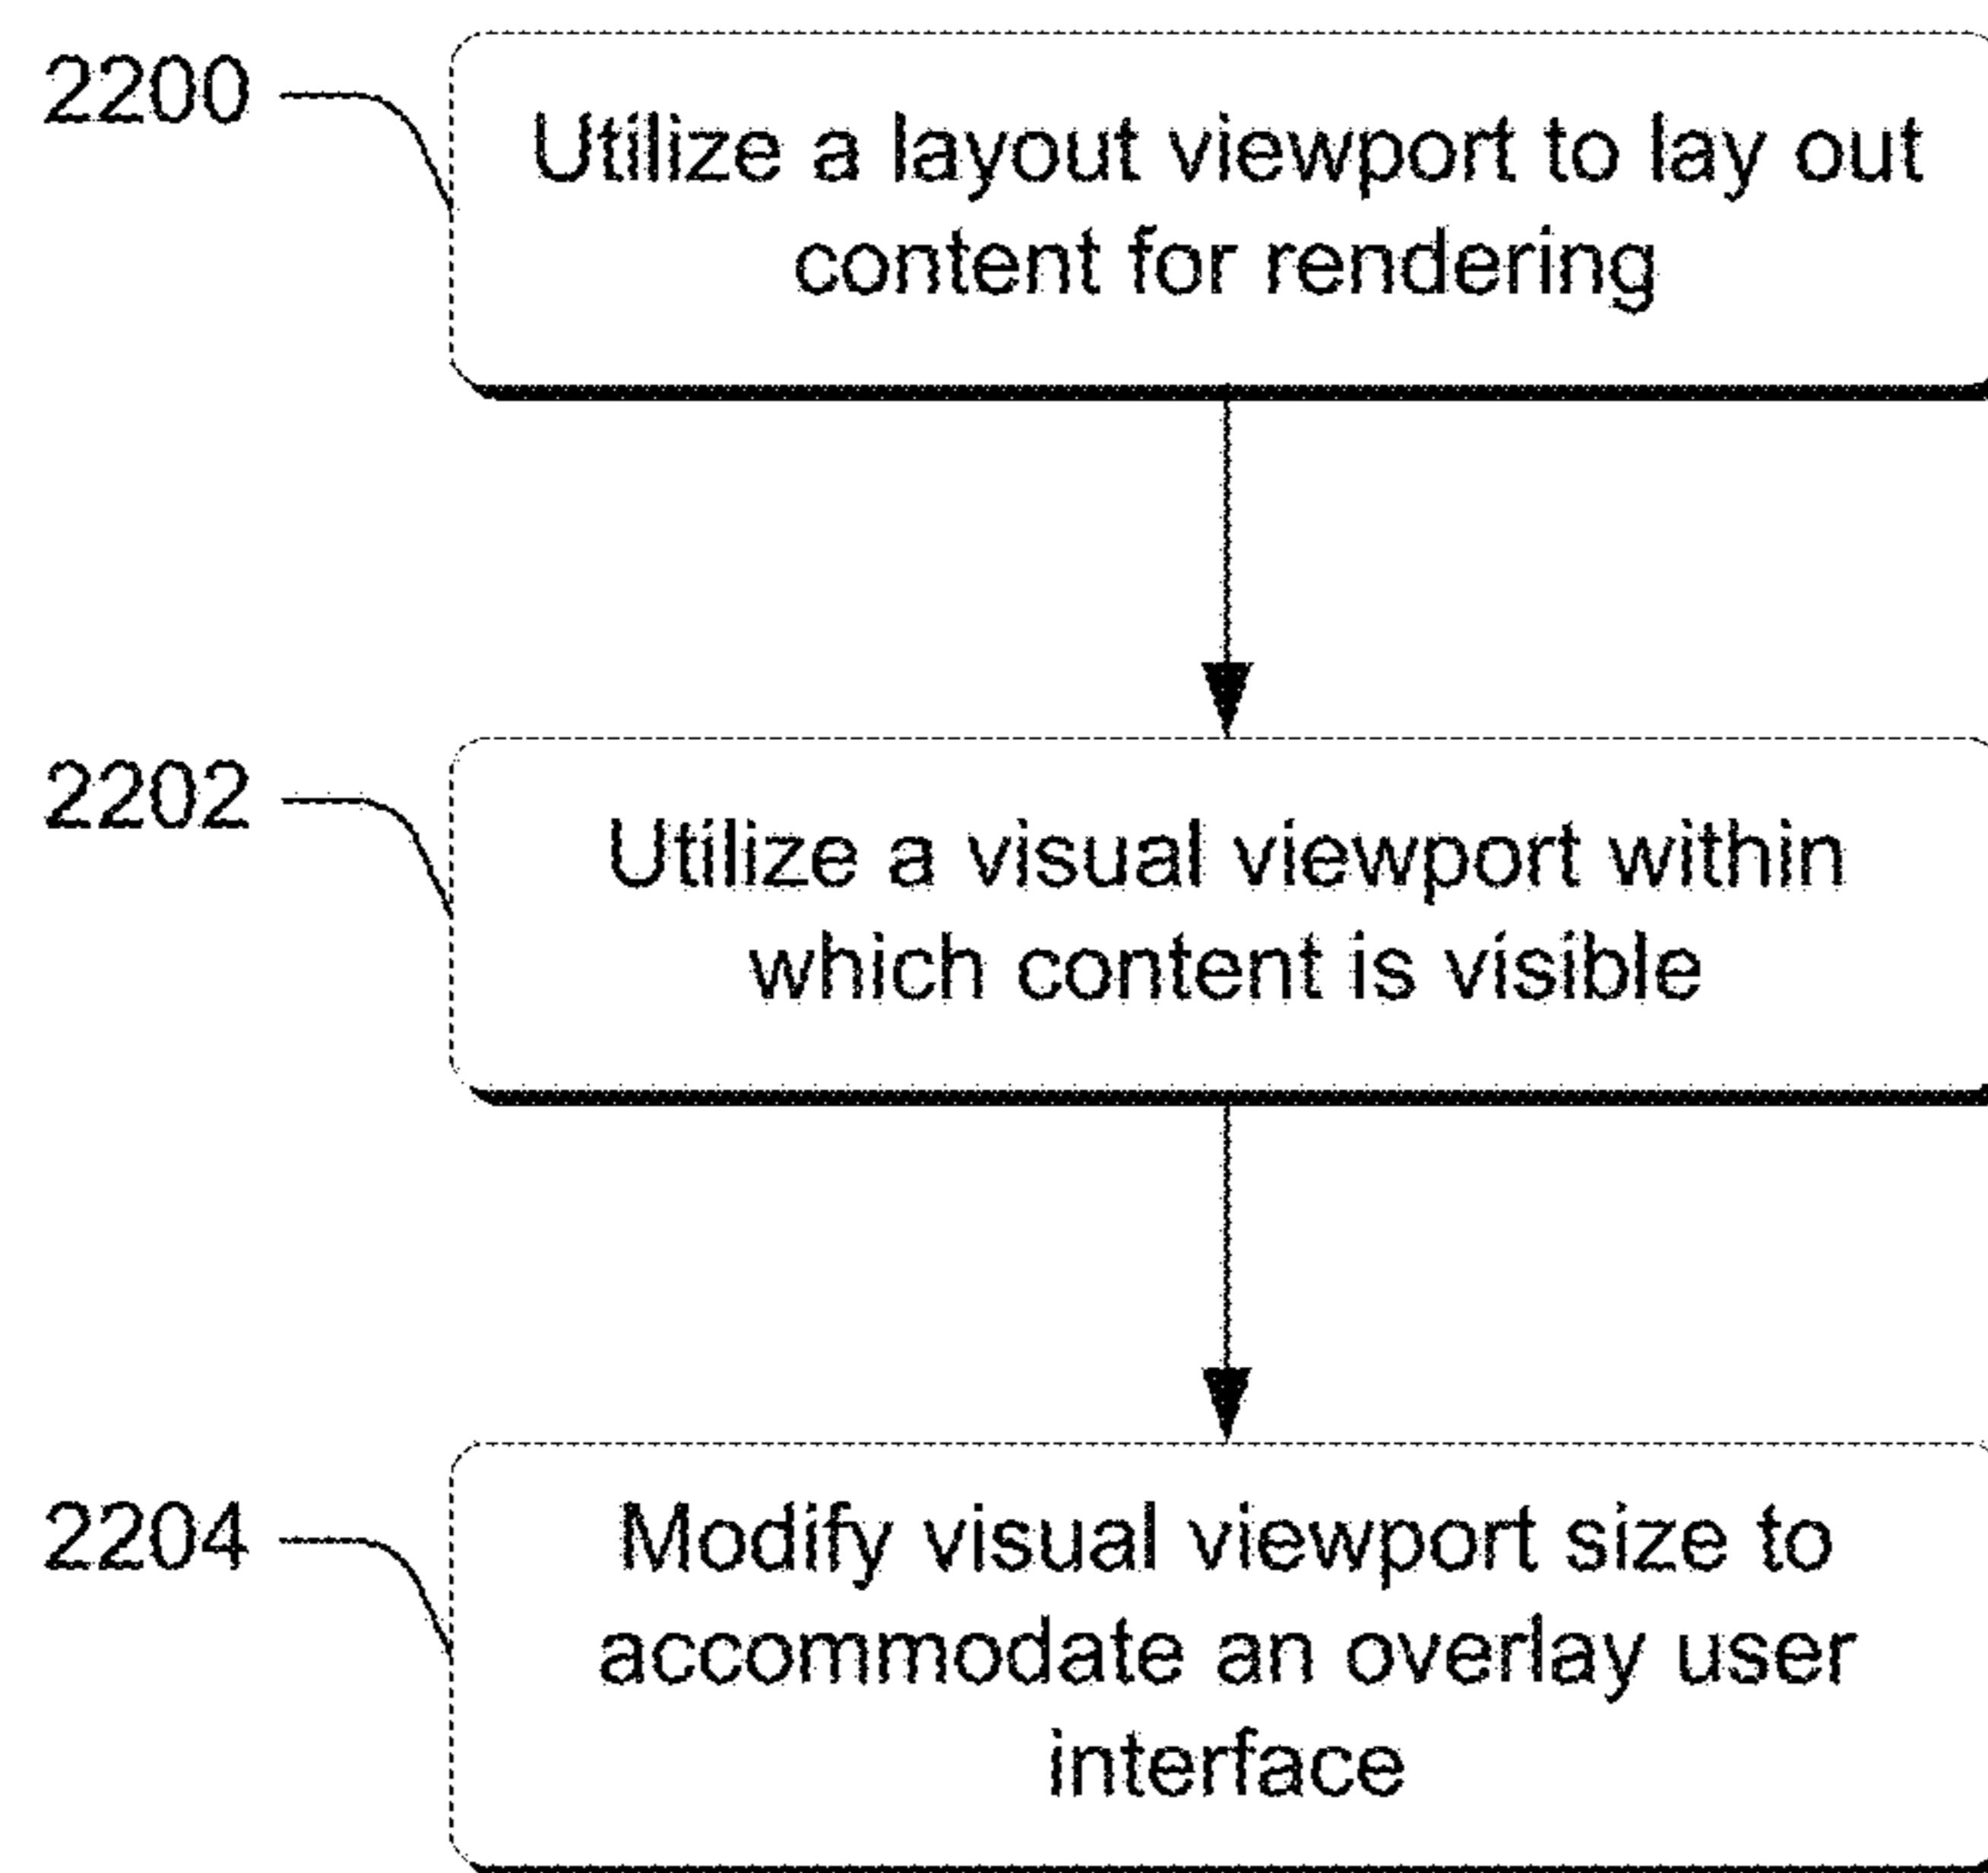 2200
Utilize a layout viewport to lay out
content for rendering
2202
Utilize a visual viewport within
which content is visible
2204
Modify visual viewport size to
accommodate an overlay user
interface